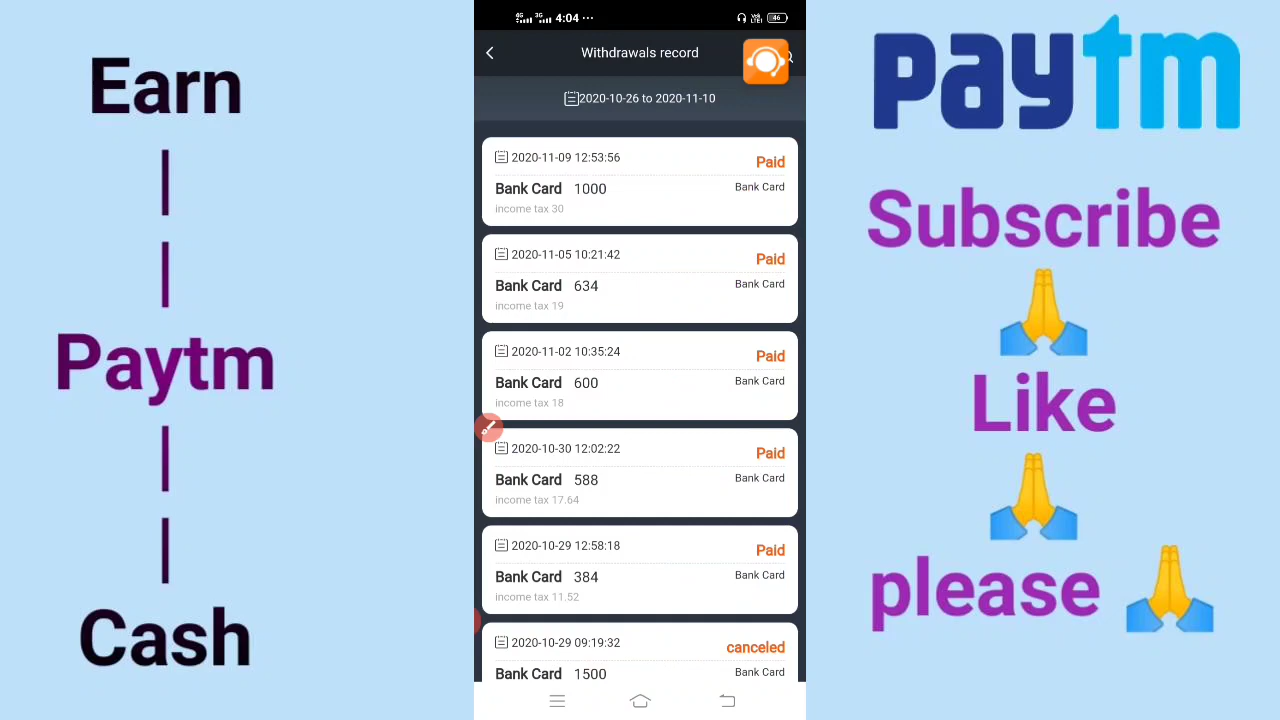 Earn
Paytm
Cash
4G 3G 4:04 ...
VoLTE 46
Withdrawals record
2020-10-26 to 2020-11-10
2020-11-09 12:53:56 Paid
Bank Card 1000 Bank Card
income tax 30
2020-11-05 10:21:42 Paid
Bank Card 634 Bank Card
income tax 19
2020-11-02 10:35:24 Paid
Bank Card 600 Bank Card
income tax 18
2020-10-30 12:02:22 Paid
Bank Card 588 Bank Card
income tax 17.64
2020-10-29 12:58:18 Paid
Bank Card 384 Bank Card
income tax 11.52
2020-10-29 09:19:32 canceled
Bank Card 1500 Bank Card
paytm
Subscribe
🙏
Like
🙏
please 🙏